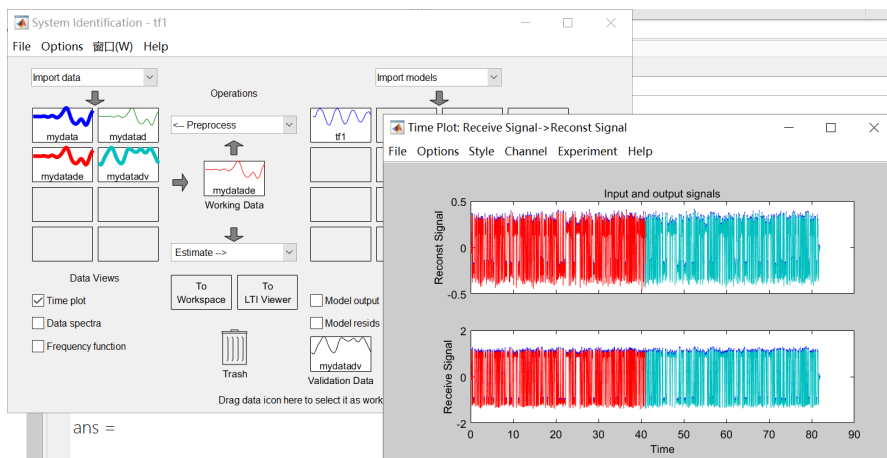 System Identification - tf1
File Options 窗口(W) Help
Import data
Import models
Operations
mydata
mydatad
<-- Preprocess
tf1
mydatade
mydatadv
mydatade
Working Data
Estimate -->
Data Views
To Workspace
To LTI Viewer
Time plot
Model output
Data spectra
Model resids
Frequency function
Trash
mydatadv
Validation Data
Drag data icon here to select it as work
ans =
Time Plot: Receive Signal->Reconst Signal
File Options Style Channel Experiment Help
Input and output signals
Reconst Signal
0.5
0
-0.5
Receive Signal
2
0
-2
0 10 20 30 40 50 60 70 80 90
Time